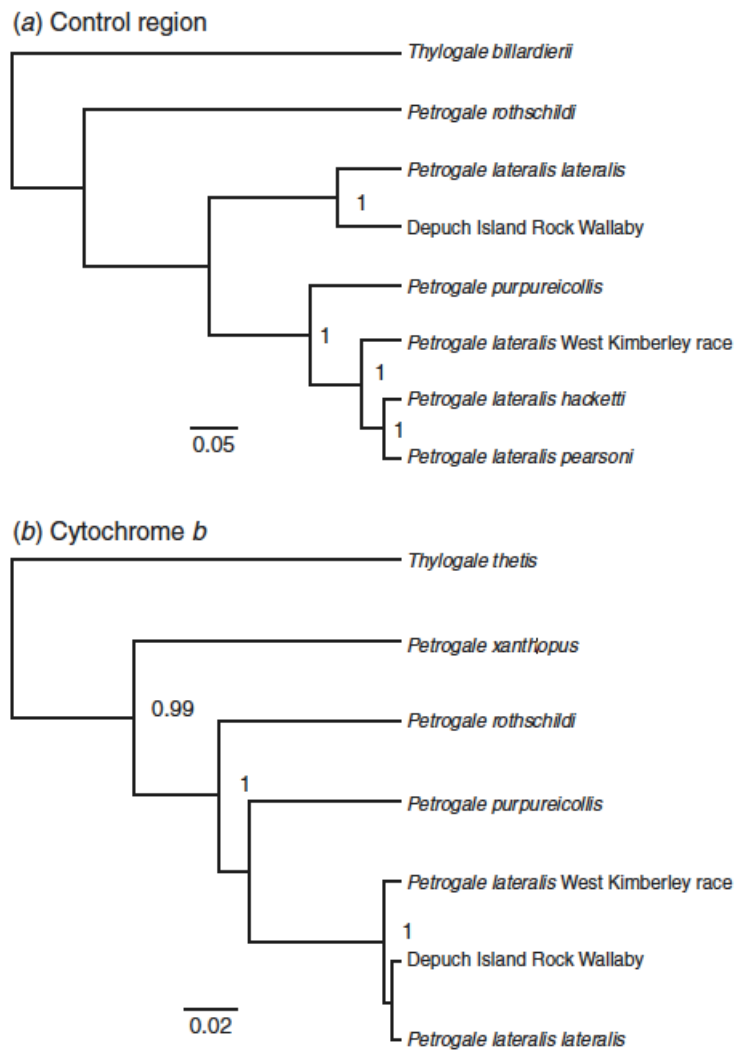 (a) Control region
Thylogale billardierii
Petrogale rothschildi
Petrogale lateralis lateralis
1
Depuch Island Rock Wallaby
Petrogale purpureicollis
1
Petrogale lateralis West Kimberley race
1
Petrogale lateralis hacketti
1
0.05
Petrogale lateralis pearsoni
(b) Cytochrome b
Thylogale thetis
Petrogale xanthopus
0.99
Petrogale rothschildi
1
Petrogale purpureicollis
Petrogale lateralis West Kimberley race
1
Depuch Island Rock Wallaby
0.02
Petrogale lateralis lateralis